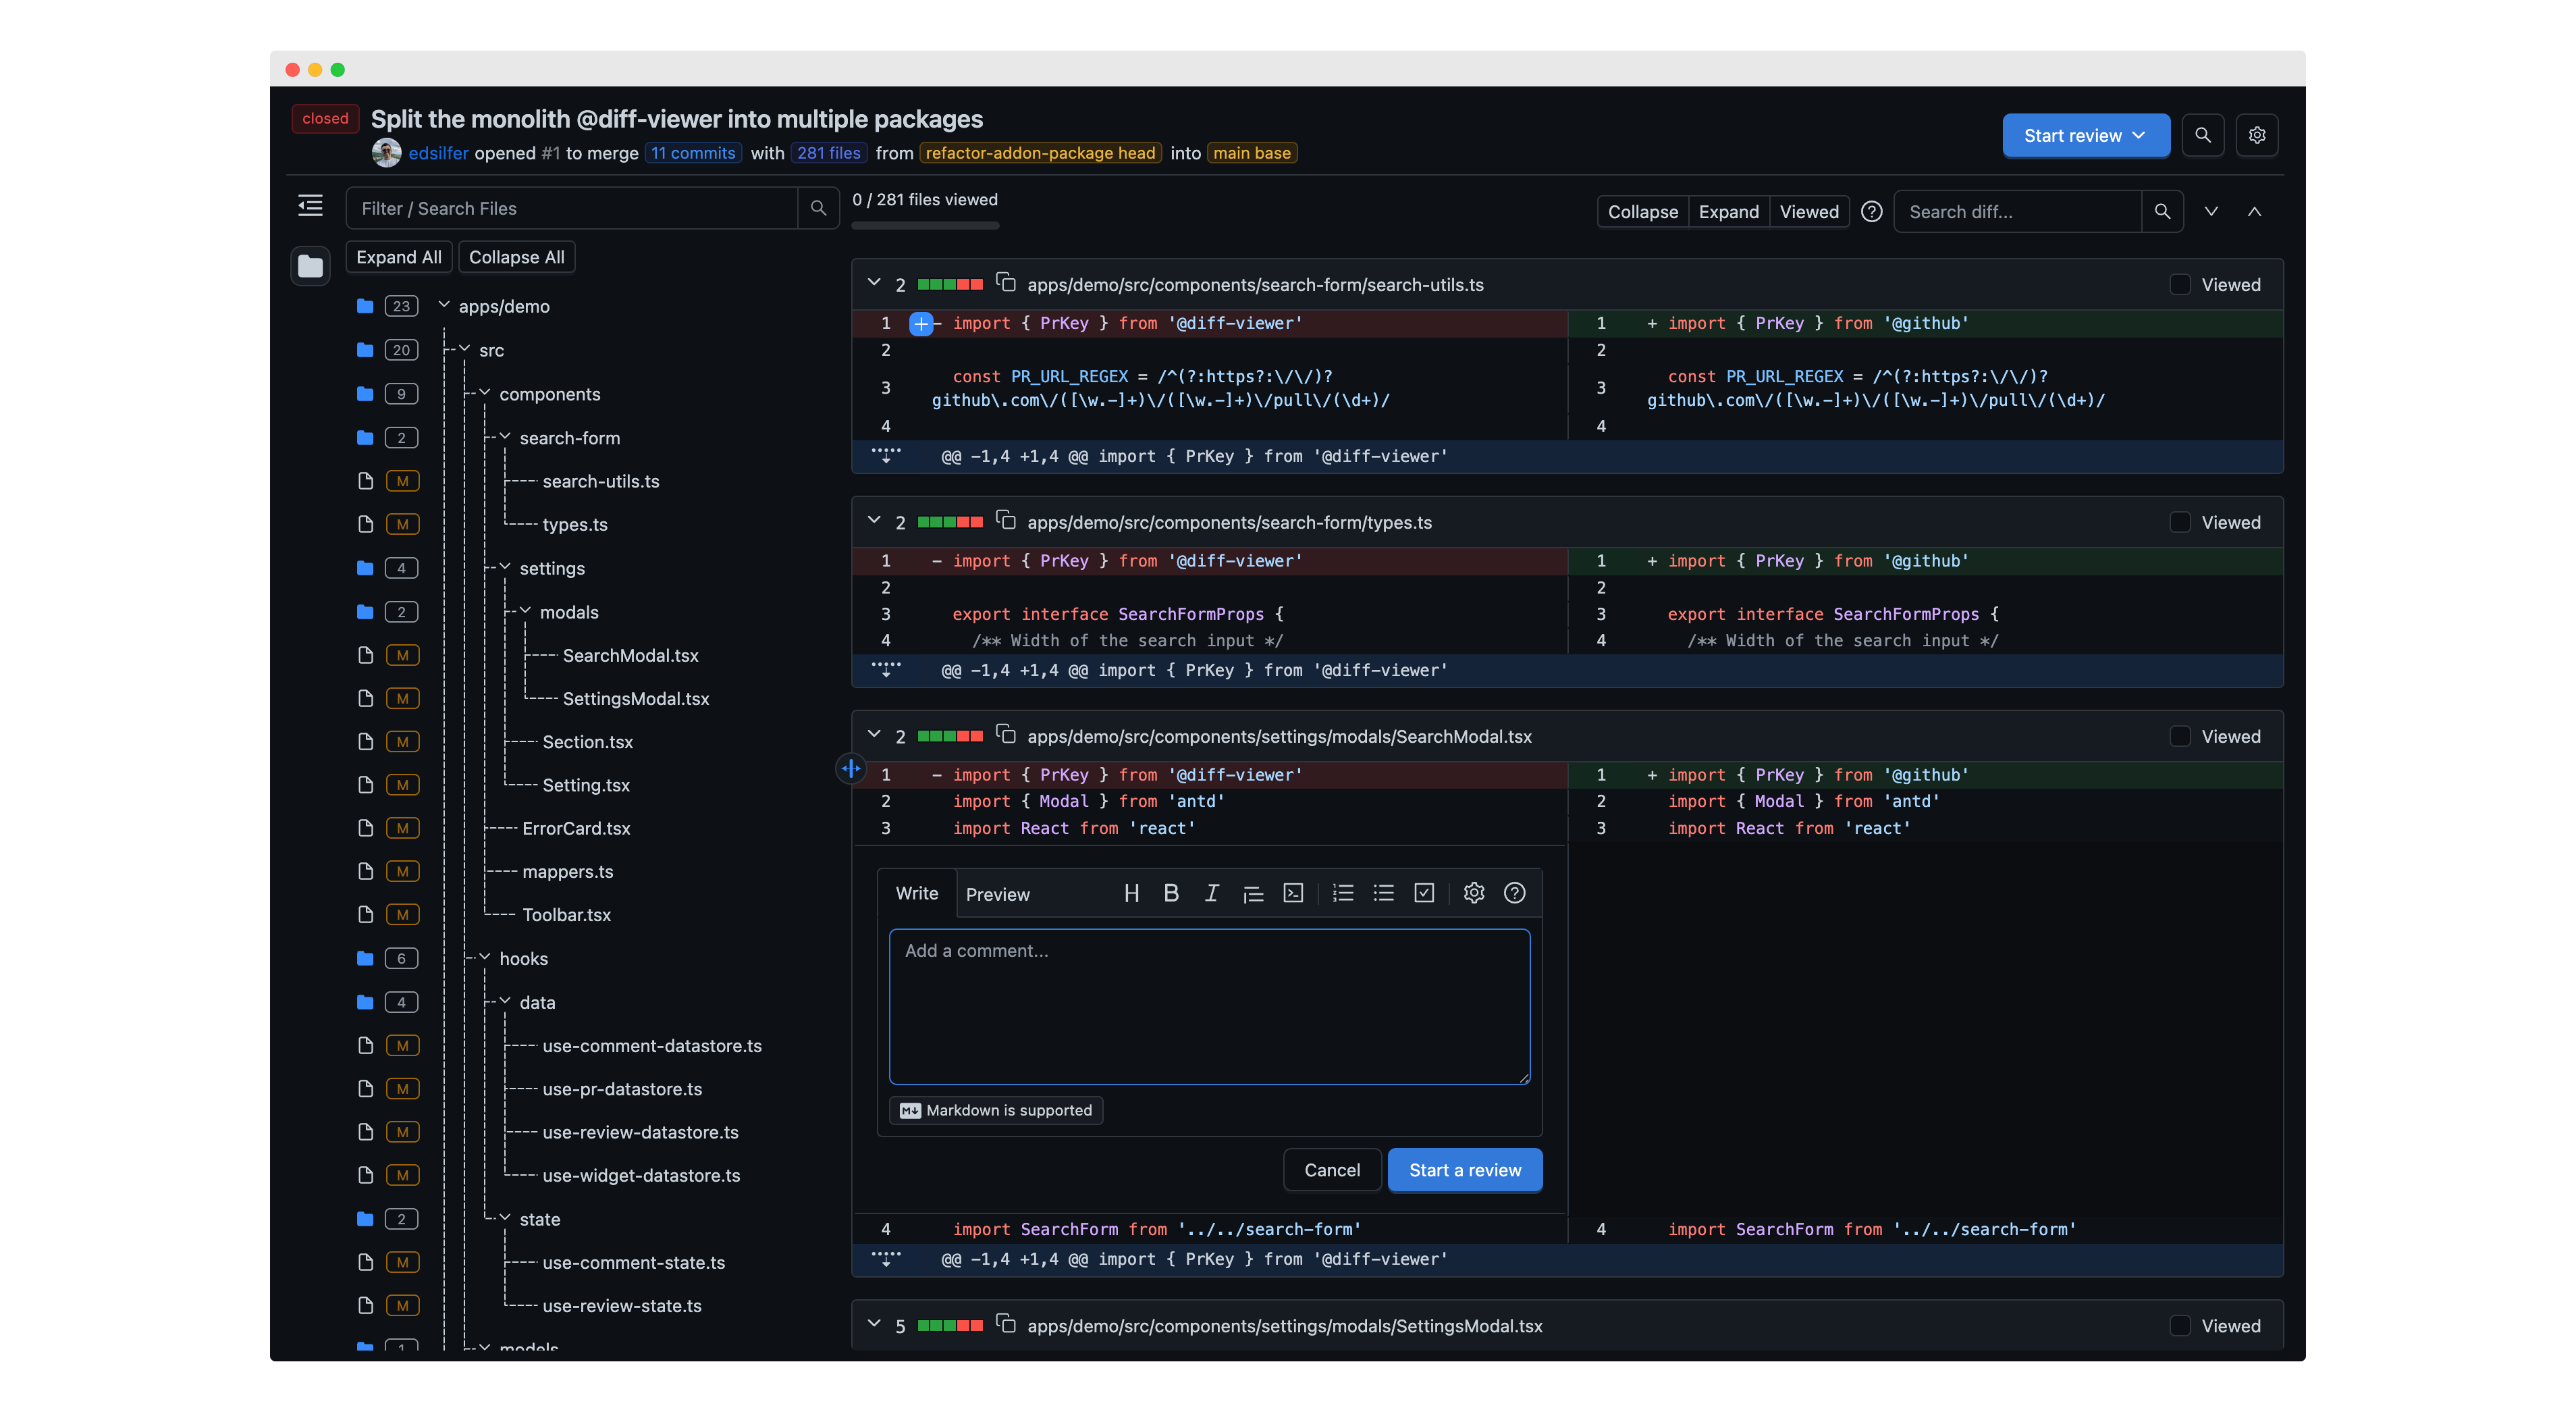 closed Split the monolith @diff-viewer into multiple packages
edsilfer opened #1 to merge 11 commits with 281 files from refactor-addon-package head into main base
Start review
Filter / Search Files
Expand All Collapse All
23 apps/demo
20 src
9 components
2 search-form
M search-utils.ts
M types.ts
4 settings
2 modals
M SearchModal.tsx
M SettingsModal.tsx
M Section.tsx
M Setting.tsx
M ErrorCard.tsx
M mappers.ts
M Toolbar.tsx
6 hooks
4 data
M use-comment-datastore.ts
M use-pr-datastore.ts
M use-review-datastore.ts
M use-widget-datastore.ts
2 state
M use-comment-state.ts
M use-review-state.ts
1 models
0 / 281 files viewed
Collapse Expand Viewed Search diff...
2 apps/demo/src/components/search-form/search-utils.ts Viewed
1 - import { PrKey } from '@diff-viewer' 1 + import { PrKey } from '@github'
2 2
3 const PR_URL_REGEX = /^(?:https?:\/\/)? 3 const PR_URL_REGEX = /^(?:https?:\/\/)?
github\.com\/([\w.-]+)\/([\w.-]+)\/pull\/(\d+)/ github\.com\/([\w.-]+)\/([\w.-]+)\/pull\/(\d+)/
4 4
@@ -1,4 +1,4 @@ import { PrKey } from '@diff-viewer'
2 apps/demo/src/components/search-form/types.ts Viewed
1 - import { PrKey } from '@diff-viewer' 1 + import { PrKey } from '@github'
2 2
3 export interface SearchFormProps { 3 export interface SearchFormProps {
4 /** Width of the search input */ 4 /** Width of the search input */
@@ -1,4 +1,4 @@ import { PrKey } from '@diff-viewer'
2 apps/demo/src/components/settings/modals/SearchModal.tsx Viewed
1 - import { PrKey } from '@diff-viewer' 1 + import { PrKey } from '@github'
2 import { Modal } from 'antd' 2 import { Modal } from 'antd'
3 import React from 'react' 3 import React from 'react'
Write Preview H B I
Add a comment...
M Markdown is supported
Cancel Start a review
4 import SearchForm from '../../search-form' 4 import SearchForm from '../../search-form'
@@ -1,4 +1,4 @@ import { PrKey } from '@diff-viewer'
5 apps/demo/src/components/settings/modals/SettingsModal.tsx Viewed